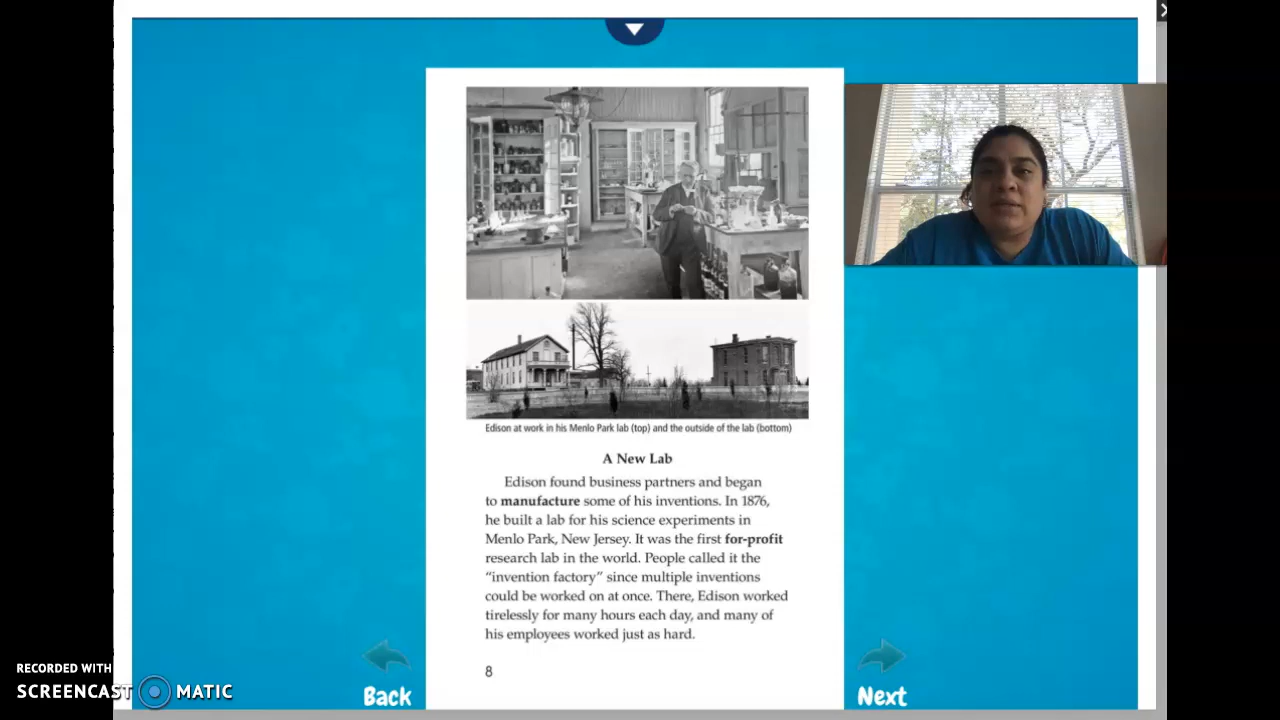 Edison at work in his Menlo Park lab (top) and the outside of the lab (bottom)
A New Lab
Edison found business partners and began
to manufacture some of his inventions. In 1876,
he built a lab for his science experiments in
Menlo Park, New Jersey. It was the first for-profit
research lab in the world. People called it the
“invention factory” since multiple inventions
could be worked on at once. There, Edison worked
tirelessly for many hours each day, and many of
his employees worked just as hard.
8
Back
Next
RECORDED WITH
SCREENCAST MATIC